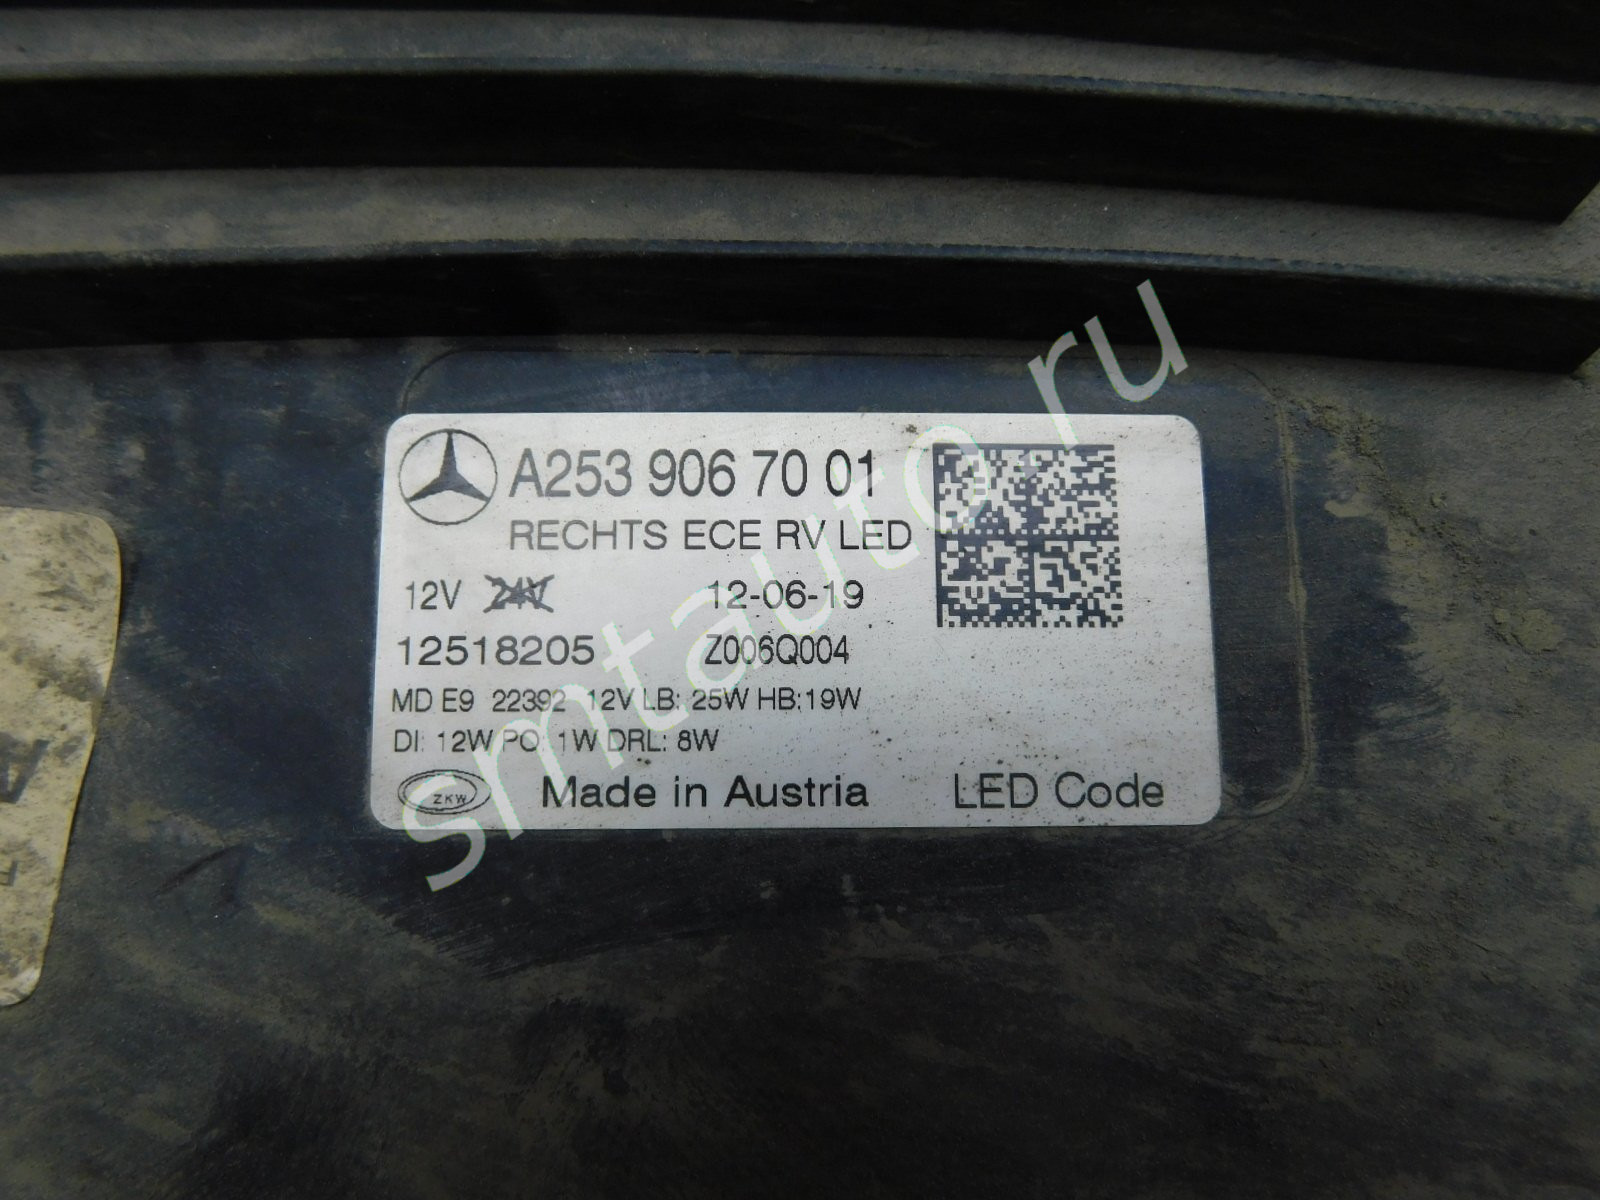 A253 906 70 01
RECHTS ECE RV LED
12V 24V 12-06-19
12518205 Z006Q004
MD E9 22392 12V LB: 25W HB:19W
DI: 12W PO: 1W DRL: 8W
ZKW Made in Austria LED Code
smtauto.ru